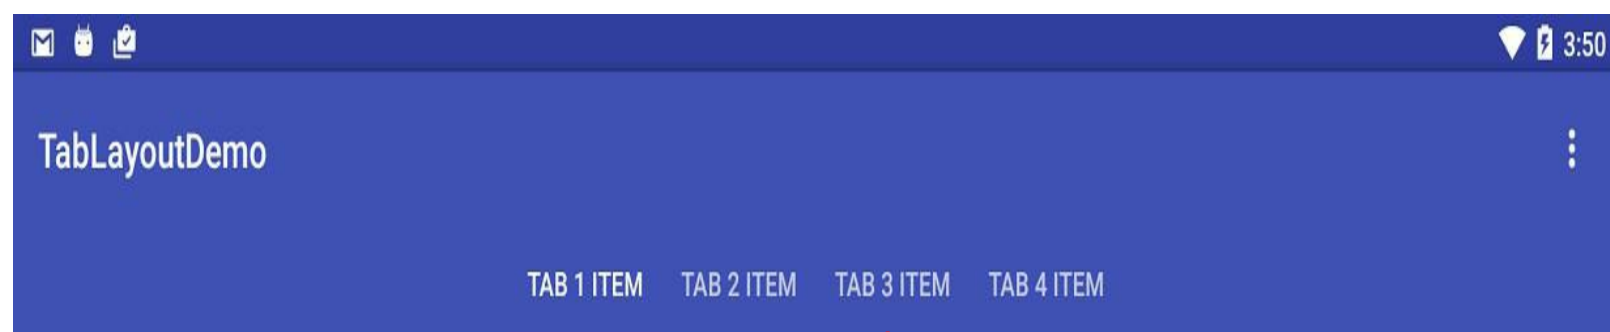 3:50
TabLayoutDemo
TAB 1 ITEM TAB 2 ITEM TAB 3 ITEM TAB 4 ITEM